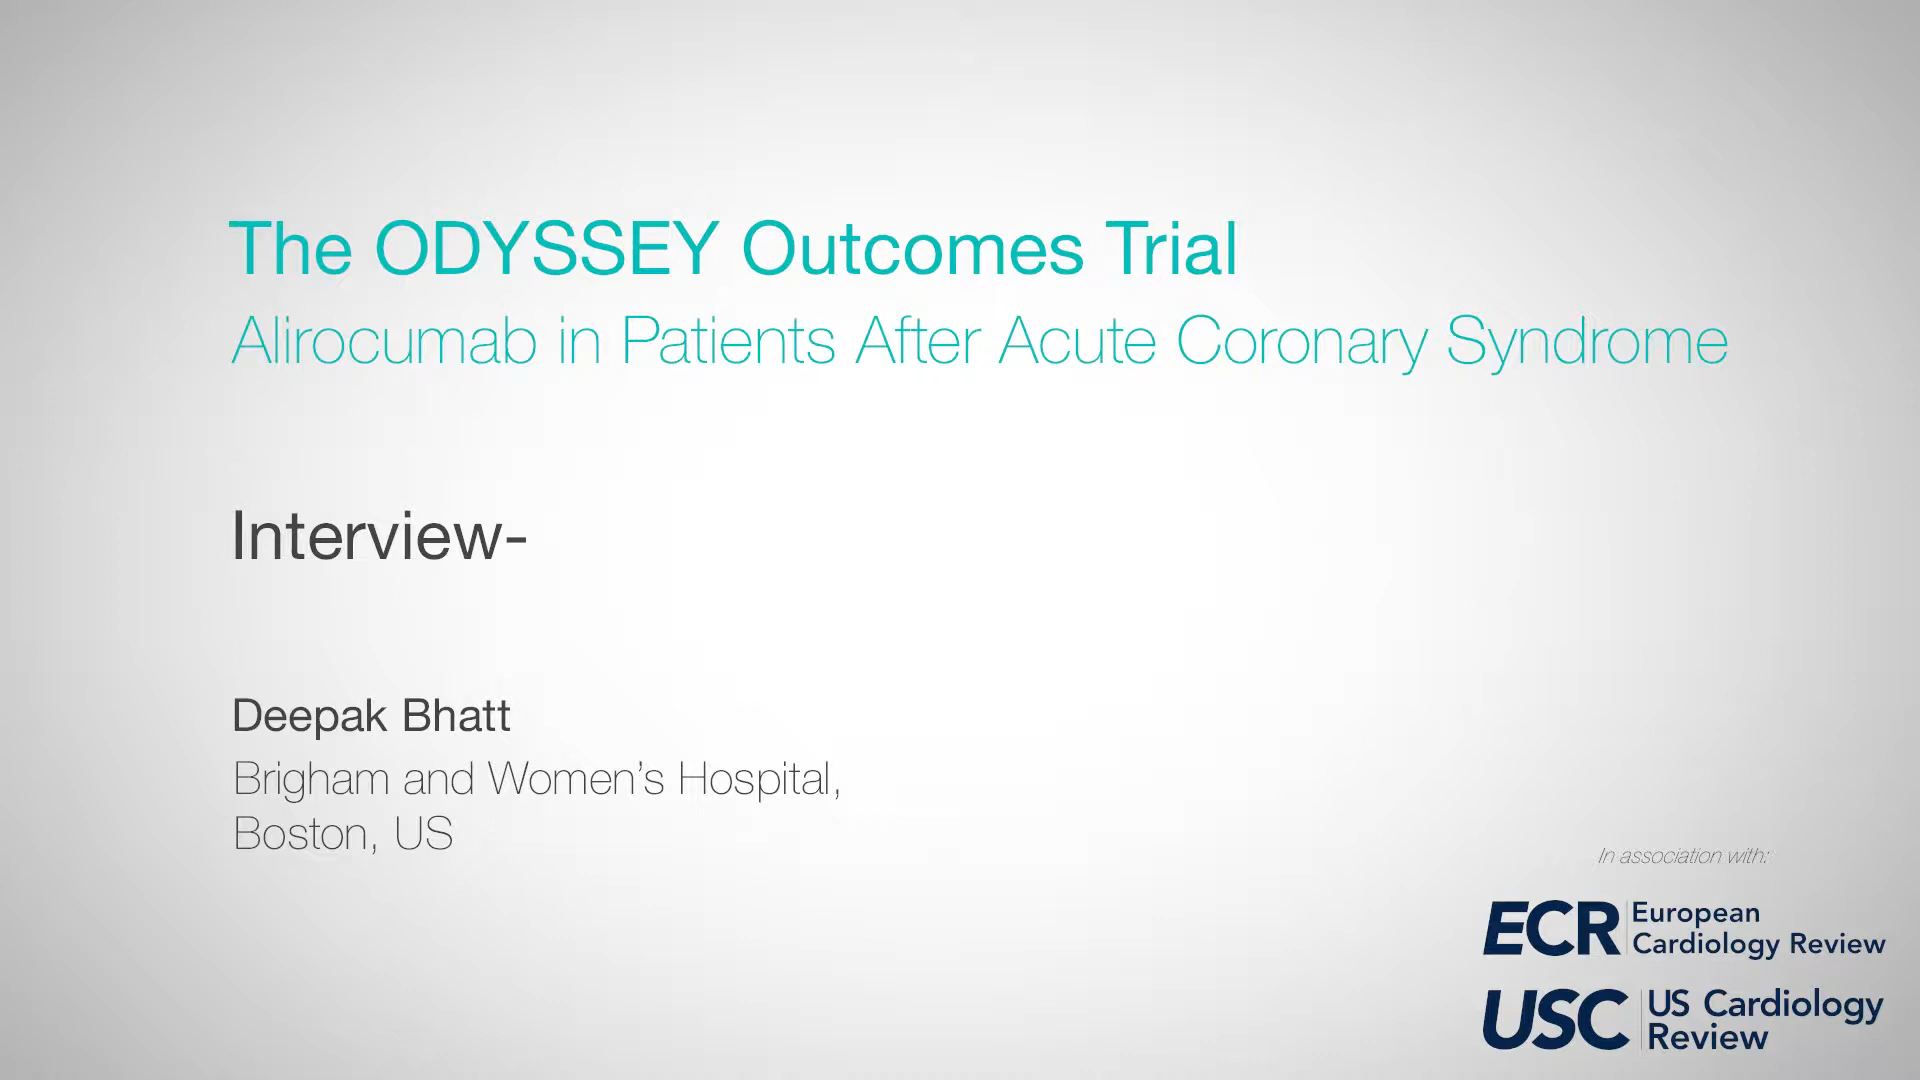 The ODYSSEY Outcomes Trial
Alirocumab in Patients After Acute Coronary Syndrome
Interview-
Deepak Bhatt
Brigham and Women’s Hospital,
Boston, US
In association with:
ECR European
Cardiology Review
USC US Cardiology
Review